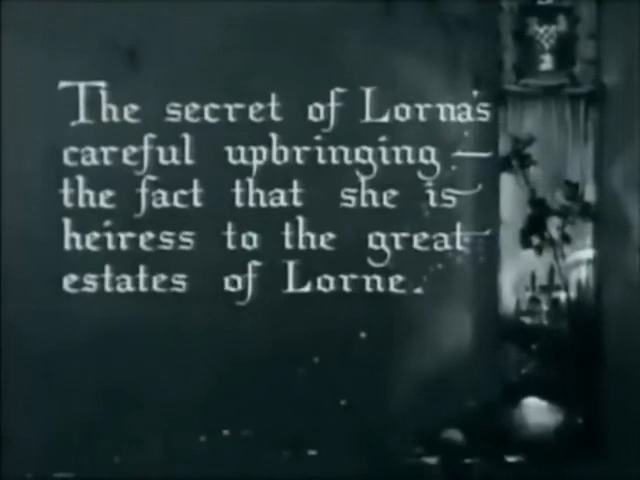 The secret of Lorna's
careful upbringing —
the fact that she is
heiress to the great
estates of Lorne.